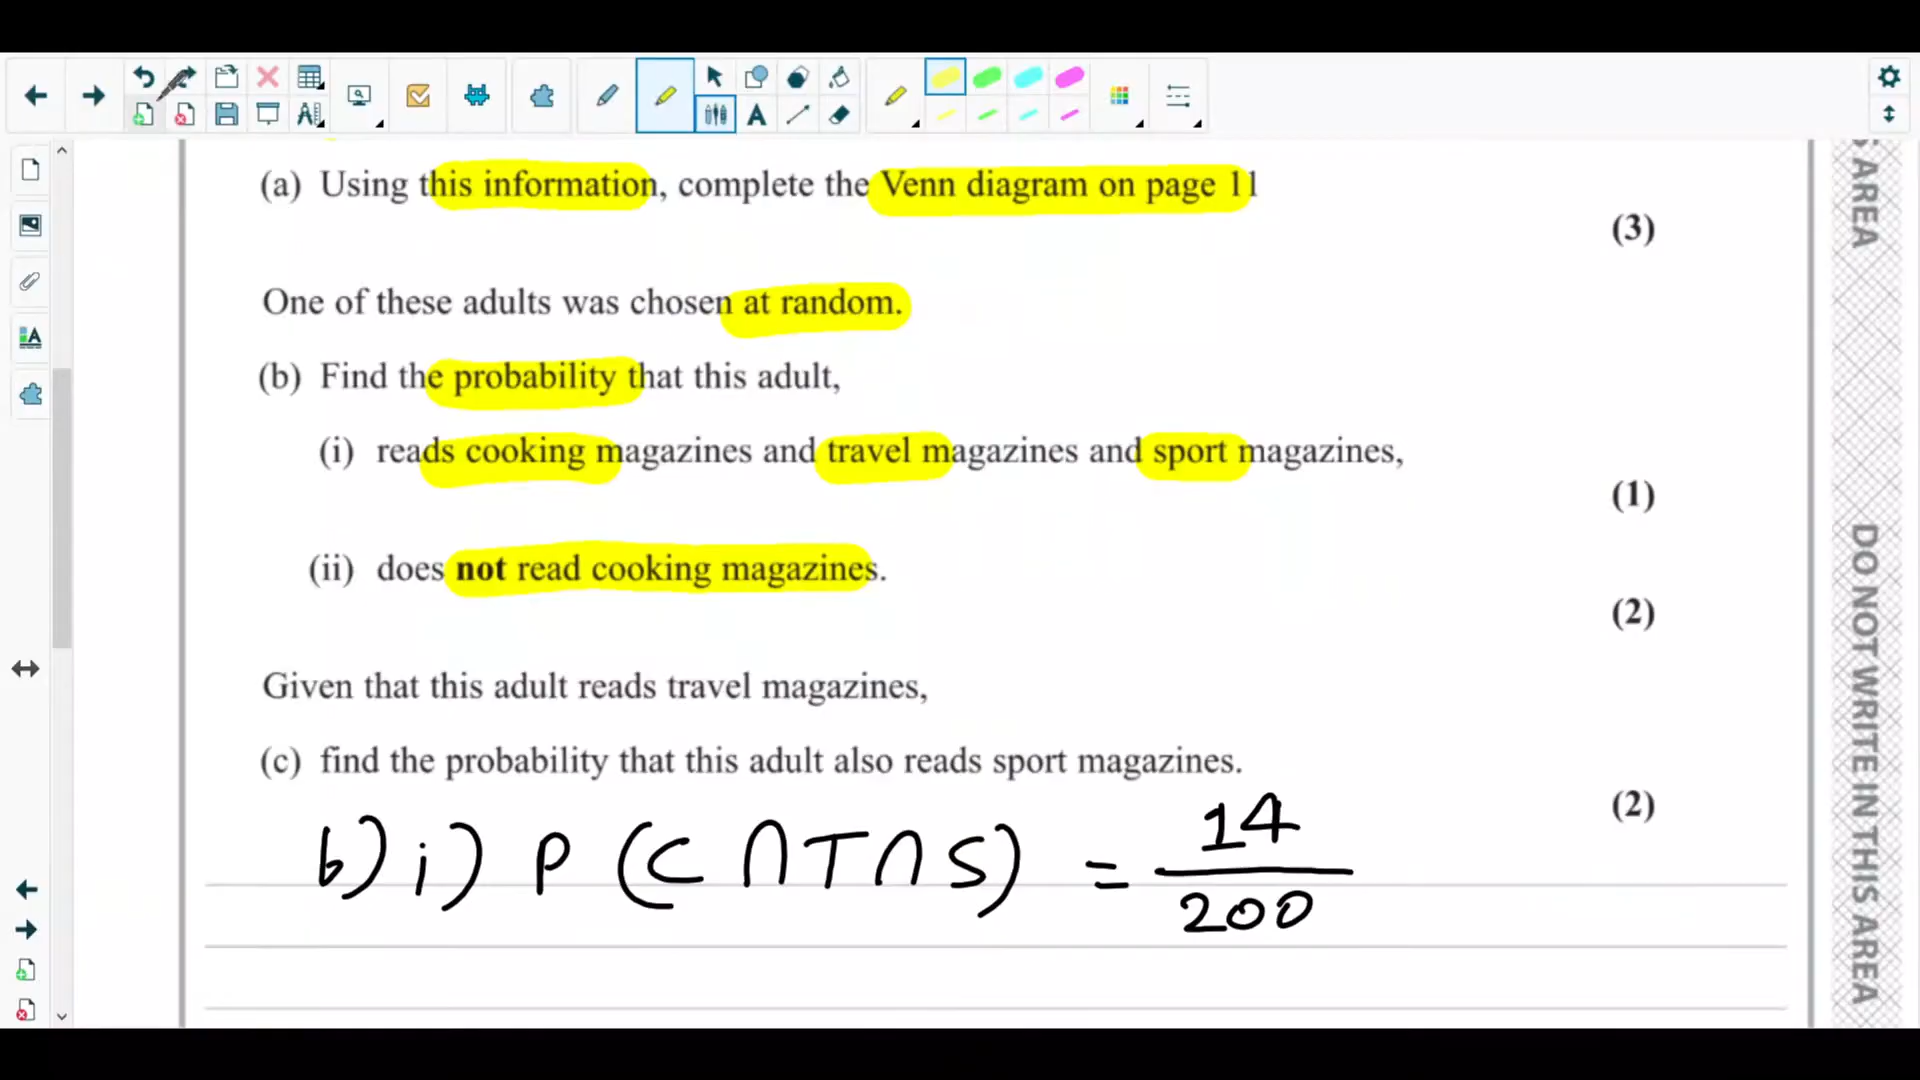 (a) Using this information, complete the Venn diagram on page 11
(3)
One of these adults was chosen at random.
(b) Find the probability that this adult,
(i) reads cooking magazines and travel magazines and sport magazines,
(1)
(ii) does not read cooking magazines.
(2)
Given that this adult reads travel magazines,
(c) find the probability that this adult also reads sport magazines.
(2)
b) i) P (C ∩ T ∩ S) = 14/200
S AREA
DO NOT WRITE IN THIS AREA